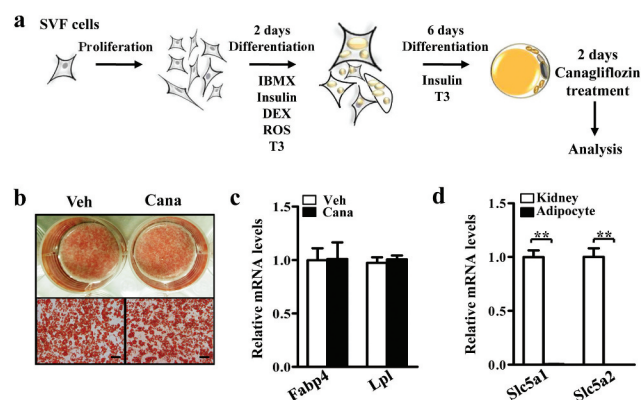 a
SVF cells
Proliferation
2 days
Differentiation
IBMX
Insulin
DEX
ROS
T3
6 days
Differentiation
Insulin
T3
2 days
Canagliflozin
treatment
Analysis
b
Veh
Cana
c
Veh
Cana
Relative mRNA levels
1.5
1.0
0.5
0.0
Fabp4
Lpl
d
Kidney
Adipocyte
Relative mRNA levels
1.5
1.0
0.5
0.0
**
**
Slc5a1
Slc5a2